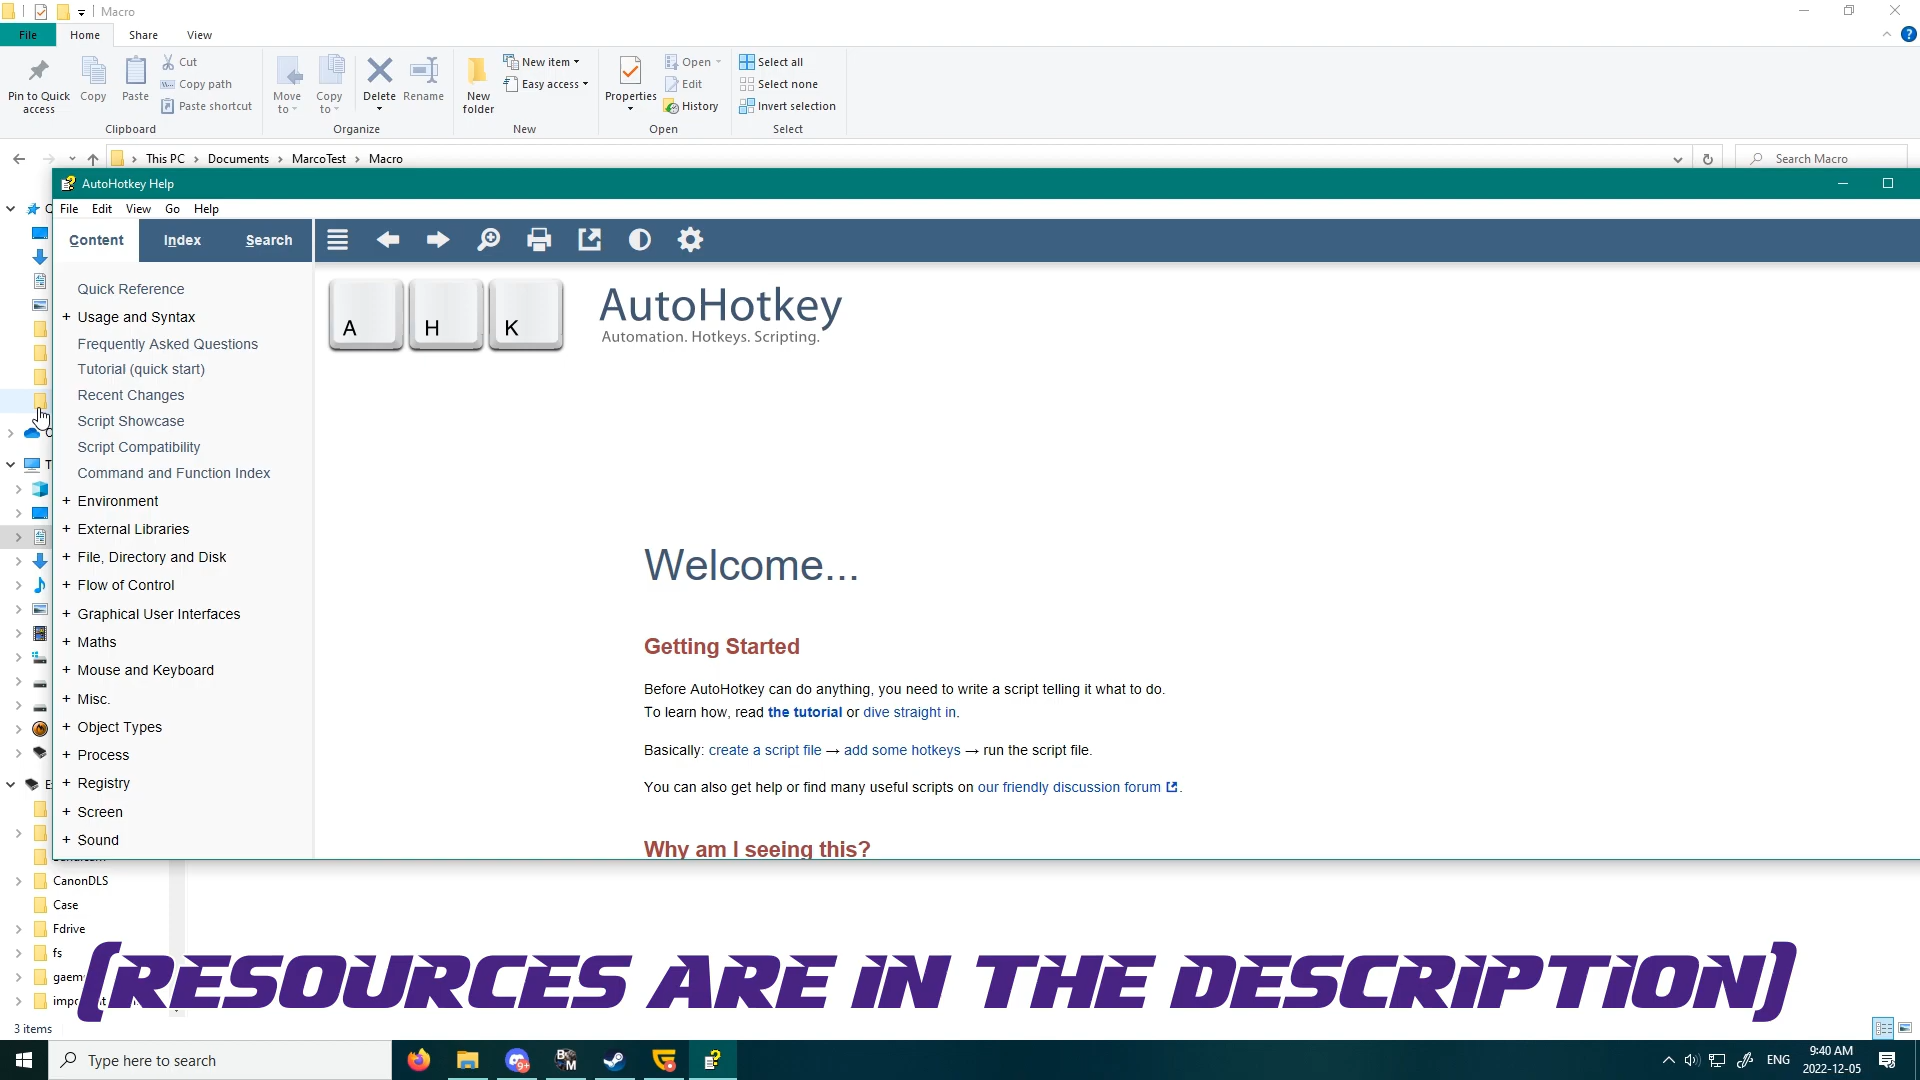 Macro
File
Home
Share
View
Pin to Quick access
Copy
Paste
Cut
Copy path
Paste shortcut
Clipboard
Move to
Copy to
Delete
Rename
Organize
New folder
New item
Easy access
New
Properties
Open
Edit
History
Open
Select all
Select none
Invert selection
Select
This PC > Documents > MarcoTest > Macro
Search Macro
AutoHotkey Help
File Edit View Go Help
Content
Index
Search
Quick Reference
+ Usage and Syntax
Frequently Asked Questions
Tutorial (quick start)
Recent Changes
Script Showcase
Script Compatibility
Command and Function Index
+ Environment
+ External Libraries
+ File, Directory and Disk
+ Flow of Control
+ Graphical User Interfaces
+ Maths
+ Mouse and Keyboard
+ Misc.
+ Object Types
+ Process
+ Registry
+ Screen
+ Sound
A H K
AutoHotkey
Automation. Hotkeys. Scripting.
Welcome...
Getting Started
Before AutoHotkey can do anything, you need to write a script telling it what to do.
To learn how, read the tutorial or dive straight in.
Basically: create a script file → add some hotkeys → run the script file.
You can also get help or find many useful scripts on our friendly discussion forum.
Why am I seeing this?
CanonDLS
Case
Fdrive
fs
(RESOURCES ARE IN THE DESCRIPTION)
3 items
Type here to search
ENG
9:40 AM
2022-12-05